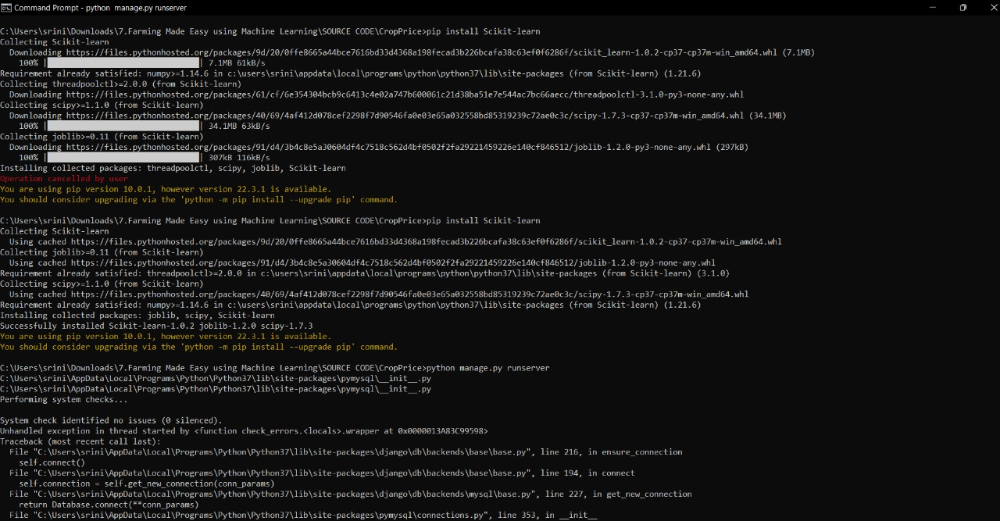 Command Prompt - python  manage.py runserver
C:\Users\srini\Downloads\7.Farming Made Easy using Machine Learning\SOURCE CODE\CropPrice>pip install Scikit-learn
Collecting Scikit-learn
  Downloading https://files.pythonhosted.org/packages/9d/20/0ffe8665a44bce7616bd33d4368a198fecad3b226bcafa38c63ef0f6286f/scikit_learn-1.0.2-cp37-cp37m-win_amd64.whl (7.1MB)
    100% || 7.1MB 61kB/s
Requirement already satisfied: numpy>=1.14.6 in c:\users\srini\appdata\local\programs\python\python37\lib\site-packages (from Scikit-learn) (1.21.6)
Collecting threadpoolctl>=2.0.0 (from Scikit-learn)
  Downloading https://files.pythonhosted.org/packages/61/cf/6e354304bcb9c6413c4e02a747b600061c21d38ba51e7e544ac7bc66aecc/threadpoolctl-3.1.0-py3-none-any.whl
Collecting scipy>=1.1.0 (from Scikit-learn)
  Downloading https://files.pythonhosted.org/packages/40/69/4af412d078cef2298f7d90546fa0e03e65a032558bd85319239c72ae0c3c/scipy-1.7.3-cp37-cp37m-win_amd64.whl (34.1MB)
    100% || 34.1MB 63kB/s
Collecting joblib>=0.11 (from Scikit-learn)
  Downloading https://files.pythonhosted.org/packages/91/d4/3b4c8e5a30604df4c7518c562d4bf0502f2fa29221459226e140cf846512/joblib-1.2.0-py3-none-any.whl (297kB)
    100% || 307kB 116kB/s
Installing collected packages: threadpoolctl, scipy, joblib, Scikit-learn
Operation cancelled by user
You are using pip version 10.0.1, however version 22.3.1 is available.
You should consider upgrading via the 'python -m pip install --upgrade pip' command.
C:\Users\srini\Downloads\7.Farming Made Easy using Machine Learning\SOURCE CODE\CropPrice>pip install Scikit-learn
Collecting Scikit-learn
  Using cached https://files.pythonhosted.org/packages/9d/20/0ffe8665a44bce7616bd33d4368a198fecad3b226bcafa38c63ef0f6286f/scikit_learn-1.0.2-cp37-cp37m-win_amd64.whl
Collecting joblib>=0.11 (from Scikit-learn)
  Using cached https://files.pythonhosted.org/packages/91/d4/3b4c8e5a30604df4c7518c562d4bf0502f2fa29221459226e140cf846512/joblib-1.2.0-py3-none-any.whl
Requirement already satisfied: threadpoolctl>=2.0.0 in c:\users\srini\appdata\local\programs\python\python37\lib\site-packages (from Scikit-learn) (3.1.0)
Collecting scipy>=1.1.0 (from Scikit-learn)
  Using cached https://files.pythonhosted.org/packages/40/69/4af412d078cef2298f7d90546fa0e03e65a032558bd85319239c72ae0c3c/scipy-1.7.3-cp37-cp37m-win_amd64.whl
Requirement already satisfied: numpy>=1.14.6 in c:\users\srini\appdata\local\programs\python\python37\lib\site-packages (from Scikit-learn) (1.21.6)
Installing collected packages: joblib, scipy, Scikit-learn
Successfully installed Scikit-learn-1.0.2 joblib-1.2.0 scipy-1.7.3
You are using pip version 10.0.1, however version 22.3.1 is available.
You should consider upgrading via the 'python -m pip install --upgrade pip' command.
C:\Users\srini\Downloads\7.Farming Made Easy using Machine Learning\SOURCE CODE\CropPrice>python manage.py runserver
C:\Users\srini\AppData\Local\Programs\Python\Python37\lib\site-packages\pymysql\__init__.py
C:\Users\srini\AppData\Local\Programs\Python\Python37\lib\site-packages\pymysql\__init__.py
Performing system checks...
System check identified no issues (0 silenced).
Unhandled exception in thread started by <function check_errors.<locals>.wrapper at 0x0000013A83C99598>
Traceback (most recent call last):
  File "C:\Users\srini\AppData\Local\Programs\Python\Python37\lib\site-packages\django\db\backends\base\base.py", line 216, in ensure_connection
    self.connect()
  File "C:\Users\srini\AppData\Local\Programs\Python\Python37\lib\site-packages\django\db\backends\base\base.py", line 194, in connect
    self.connection = self.get_new_connection(conn_params)
  File "C:\Users\srini\AppData\Local\Programs\Python\Python37\lib\site-packages\django\db\backends\mysql\base.py", line 227, in get_new_connection
    return Database.connect(**conn_params)
  File "C:\Users\srini\AppData\Local\Programs\Python\Python37\lib\site-packages\pymysql\connections.py", line 353, in __init__